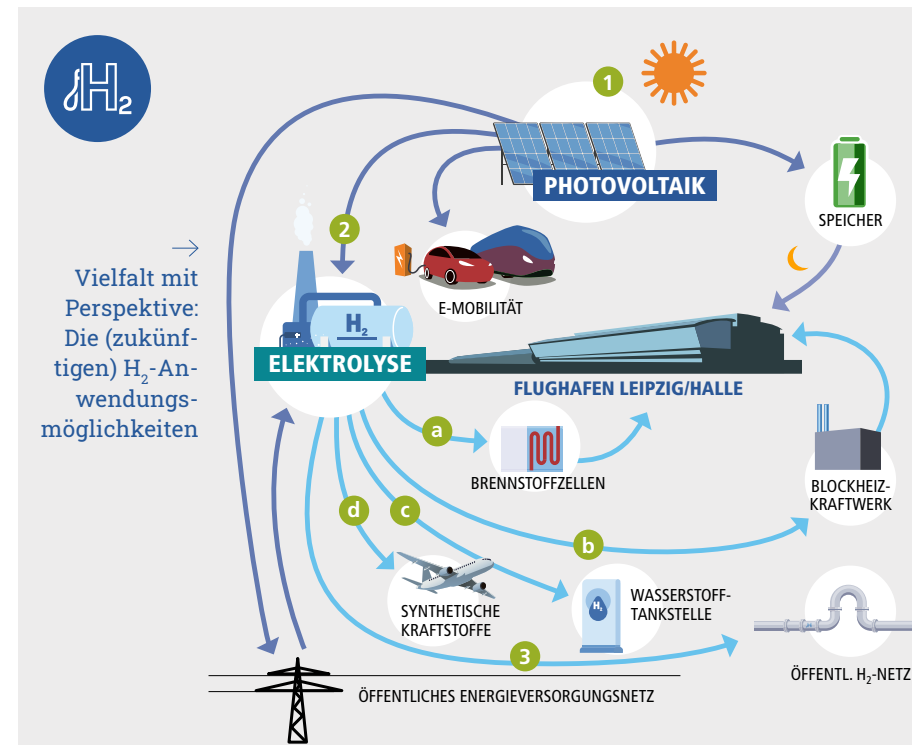 H2
1
PHOTOVOLTAIK
SPEICHER
2
→
Vielfalt mit
Perspektive:
Die (zukünf-
tigen) H2-An-
wendungs-
möglichkeiten
E-MOBILITÄT
H2
ELEKTROLYSE
FLUGHAFEN LEIPZIG/HALLE
a
BRENNSTOFFZELLEN
BLOCKHEIZ-
KRAFTWERK
d
c
b
SYNTHETISCHE
KRAFTSTOFFE
H2
WASSERSTOFF-
TANKSTELLE
3
ÖFFENTL. H2-NETZ
ÖFFENTLICHES ENERGIEVERSORGUNGSNETZ